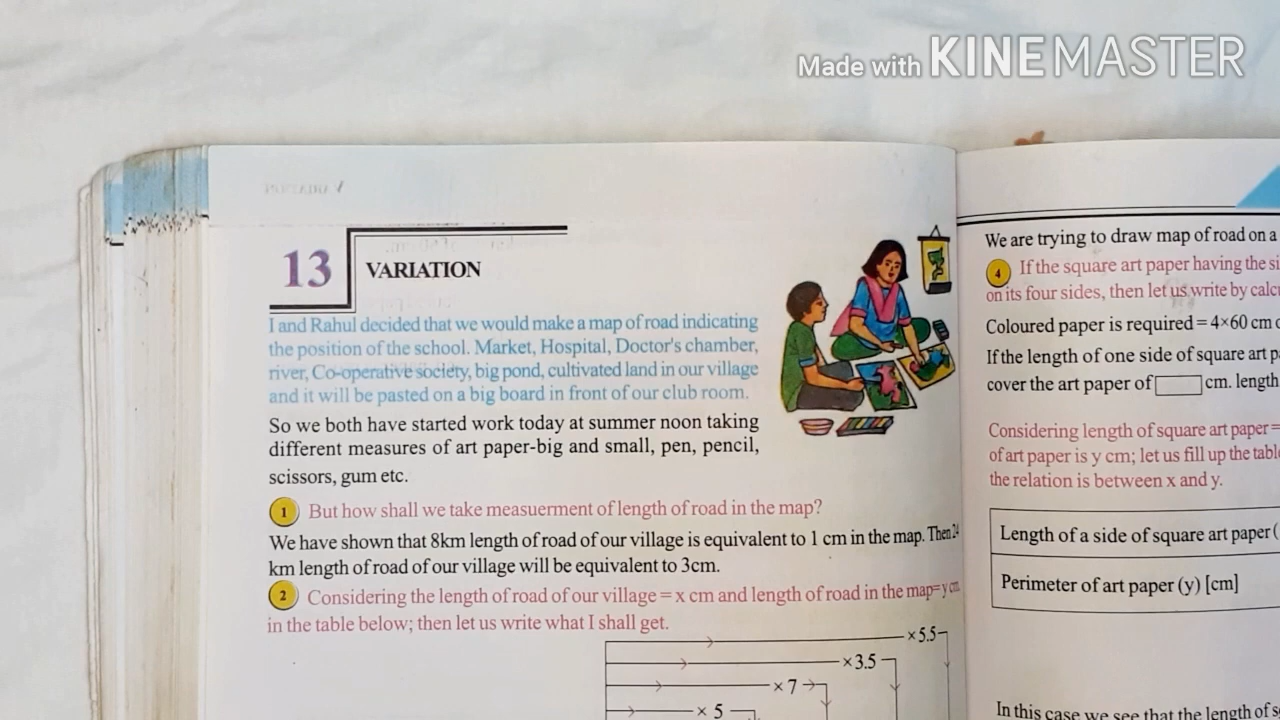 Made with KINEMASTER
13
VARIATION
I and Rahul decided that we would make a map of road indicating
the position of the school. Market, Hospital, Doctor's chamber,
river, Co-operative society, big pond, cultivated land in our village
and it will be pasted on a big board in front of our club room.
So we both have started work today at summer noon taking
different measures of art paper-big and small, pen, pencil,
scissors, gum etc.
1 But how shall we take measuerment of length of road in the map?
We have shown that 8km length of road of our village is equivalent to 1 cm in the map. Then 24
km length of road of our village will be equivalent to 3cm.
2 Considering the length of road of our village = x cm and length of road in the map=y cm
in the table below; then let us write what I shall get.
×5.5
×3.5
× 7
× 5
We are trying to draw map of road on a
4 If the square art paper having the si
on its four sides, then let us write by calcu
Coloured paper is required = 4×60 cm
If the length of one side of square art p
cover the art paper of cm. length
Considering length of square art paper =
of art paper is y cm; let us fill up the table
the relation is between x and y.
Length of a side of square art paper (
Perimeter of art paper (y) [cm]
In this case we see that the length of s